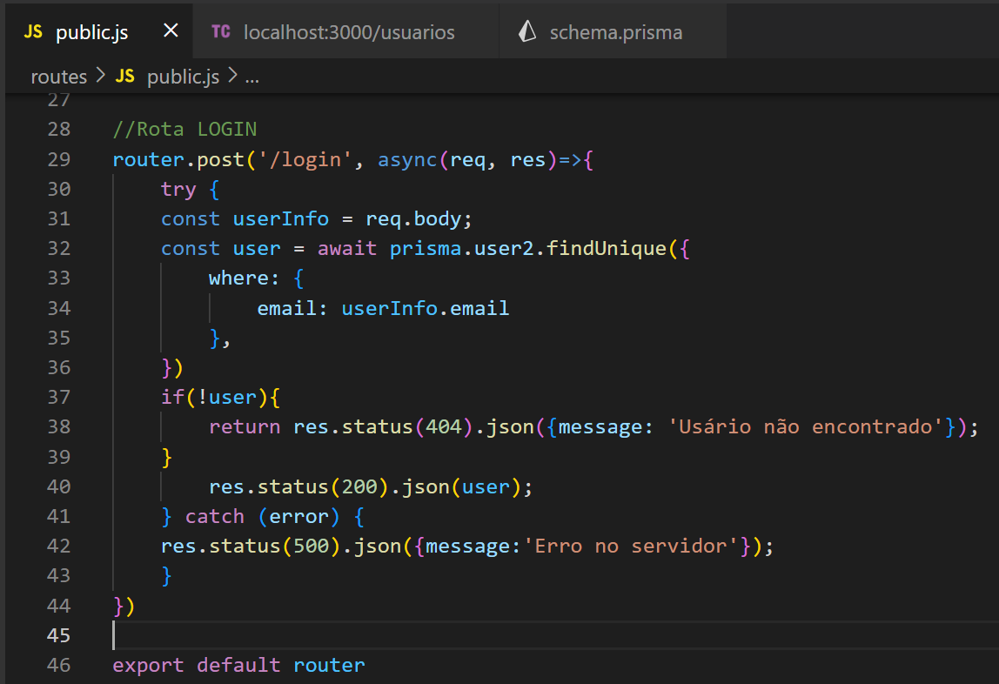 JS public.js ×
TC localhost:3000/usuarios
schema.prisma
routes > JS public.js > ...
27
28 //Rota LOGIN
29 router.post('/login', async(req, res)=>{
30     try {
31     const userInfo = req.body;
32     const user = await prisma.user2.findUnique({
33         where: {
34             email: userInfo.email
35         },
36     })
37     if(!user){
38         return res.status(404).json({message: 'Usário não encontrado'});
39     }
40         res.status(200).json(user);
41     } catch (error) {
42     res.status(500).json({message:'Erro no servidor'});
43     }
44 })
45
46 export default router